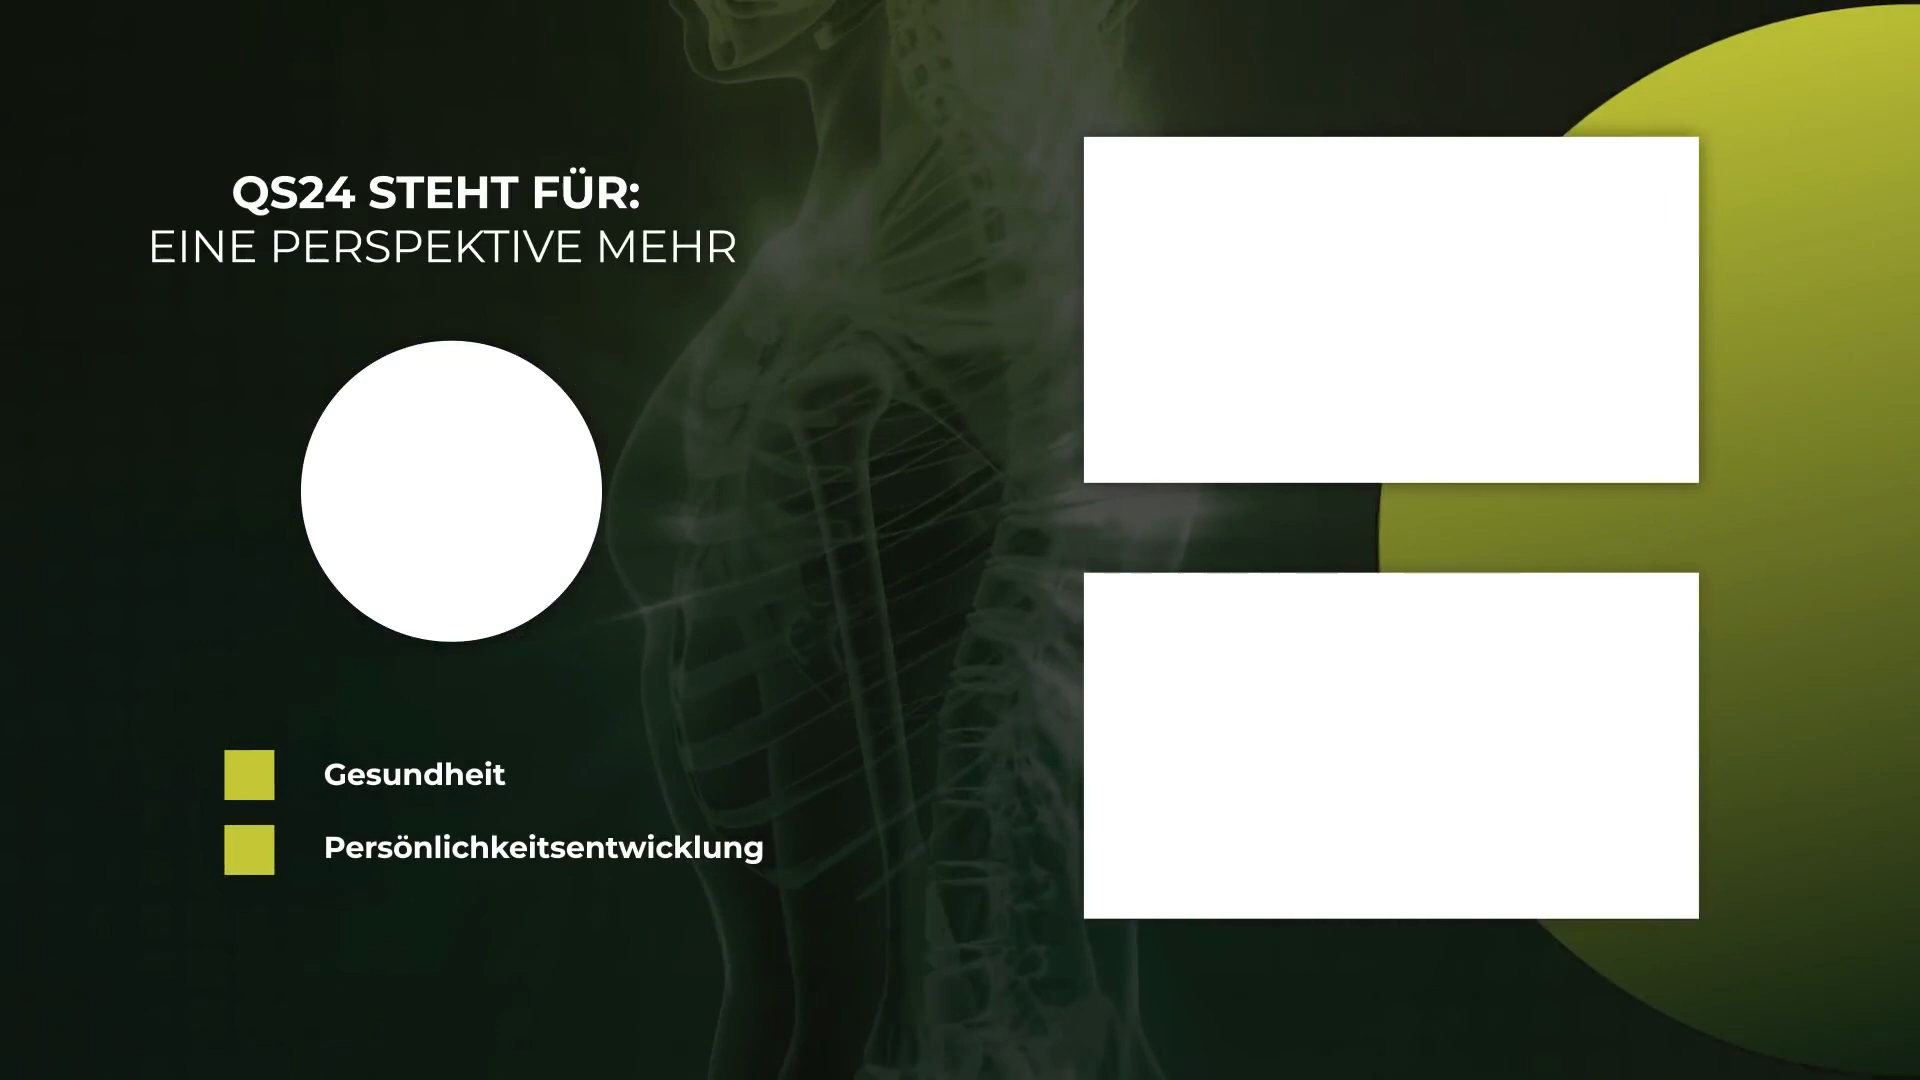 QS24 STEHT FÜR:
EINE PERSPEKTIVE MEHR
Gesundheit
Persönlichkeitsentwicklung